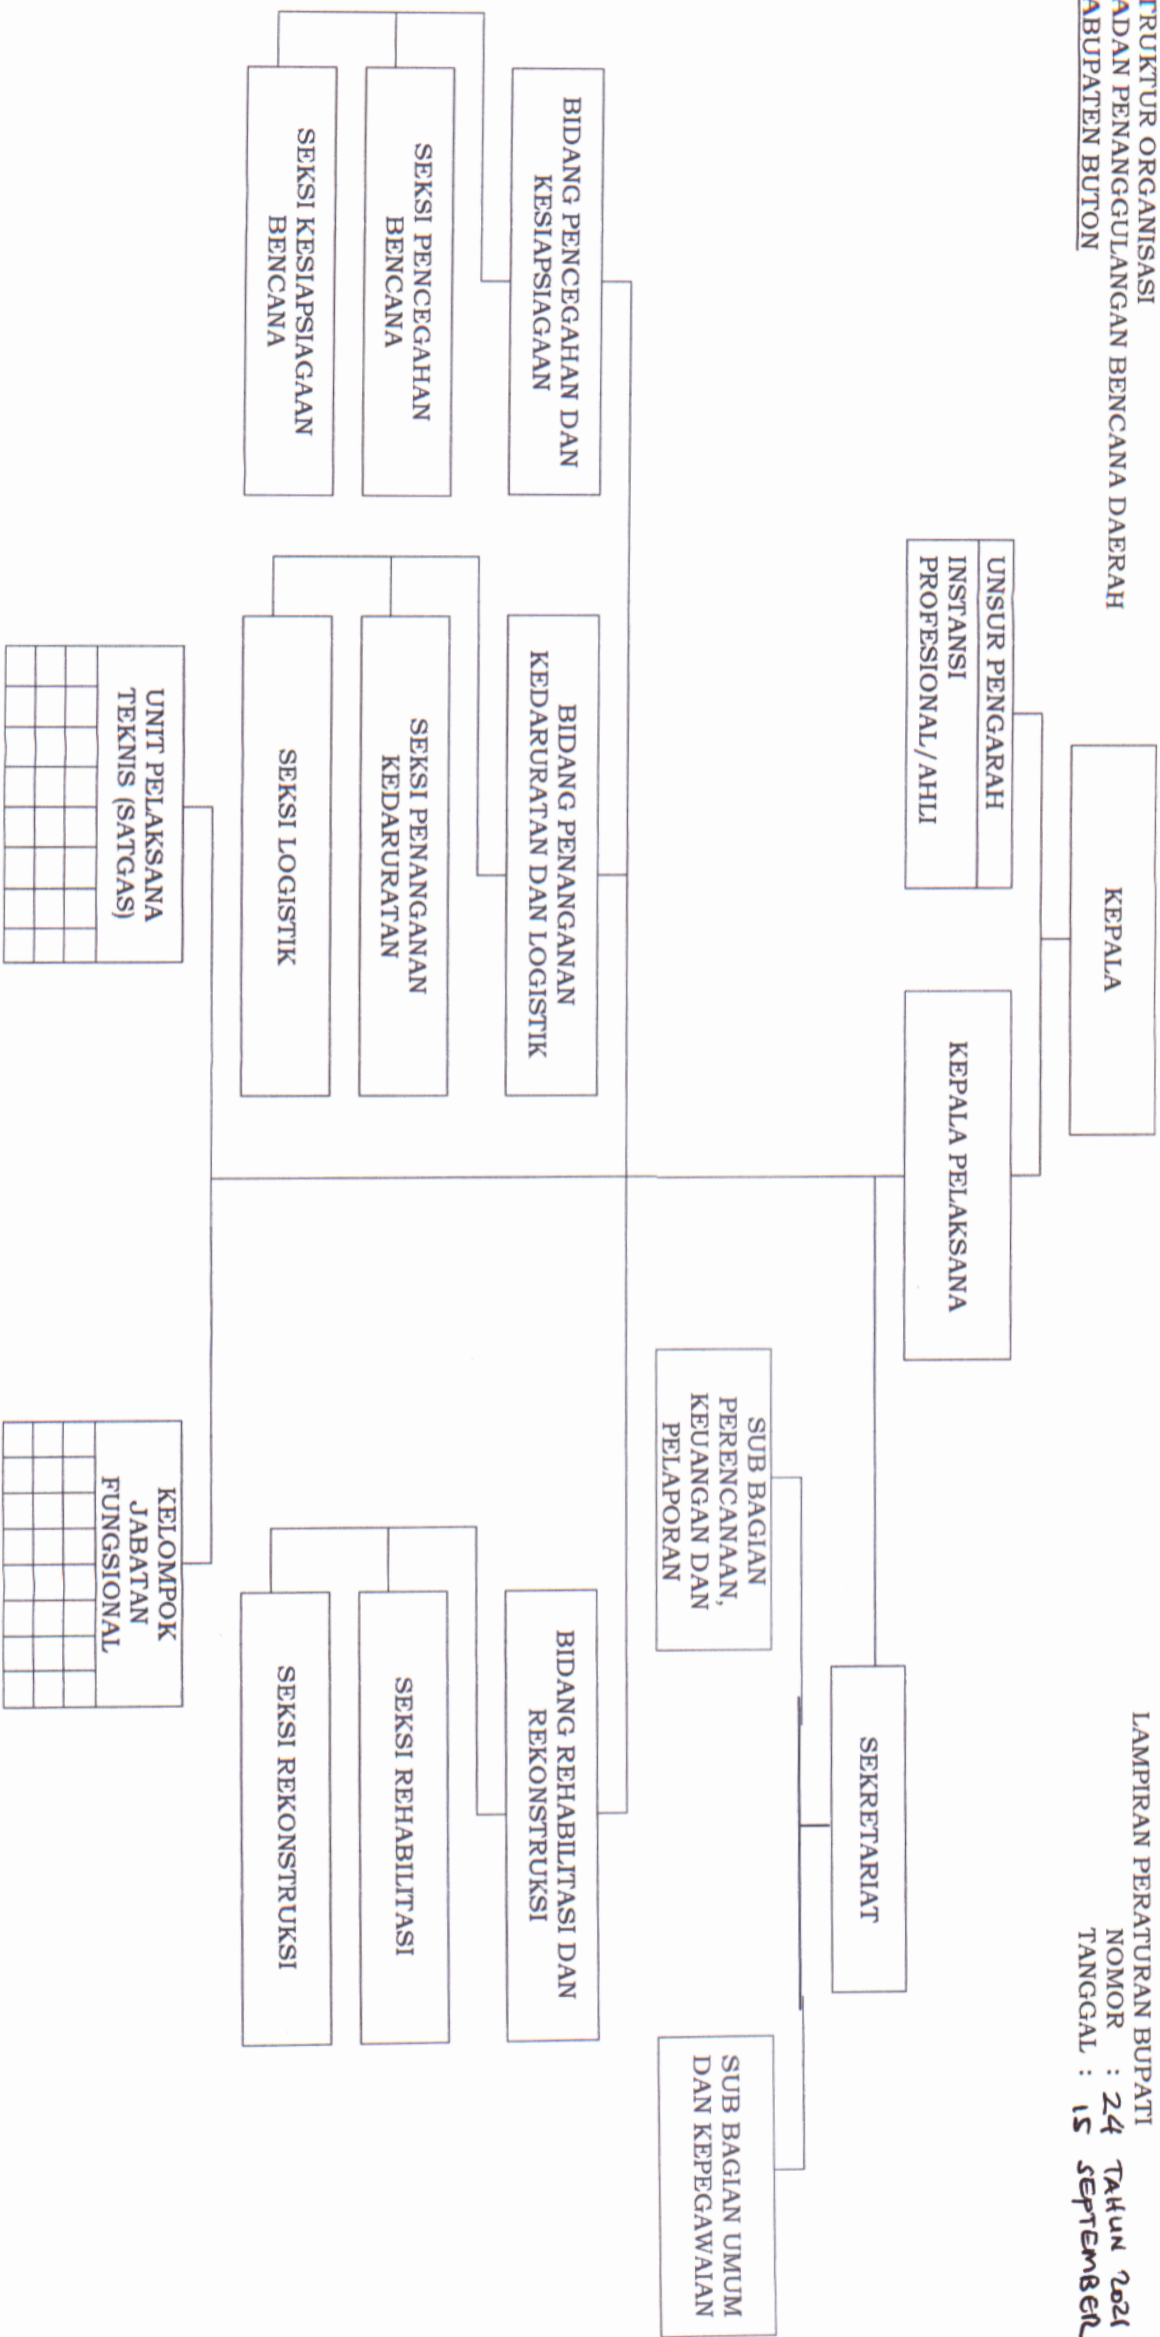 TRUKTUR ORGANISASI
ADAN PENANGGULANGAN BENCANA DAERAH
ABUPATEN BUTON
LAMPIRAN PERATURAN BUPATI
NOMOR : 24 TAHUN 2021
TANGGAL : 15 SEPTEMBER
KEPALA
UNSUR PENGARAH
INSTANSI
PROFESIONAL/AHLI
KEPALA PELAKSANA
SEKRETARIAT
SUB BAGIAN
PERENCANAAN,
KEUANGAN DAN
PELAPORAN
SUB BAGIAN UMUM
DAN KEPEGAWAIAN
BIDANG PENCEGAHAN DAN
KESIAPSIAGAAN
SEKSI PENCEGAHAN
BENCANA
SEKSI KESIAPSIAGAAN
BENCANA
BIDANG PENANGANAN
KEDARURATAN DAN LOGISTIK
SEKSI PENANGANAN
KEDARURATAN
SEKSI LOGISTIK
BIDANG REHABILITASI DAN
REKONSTRUKSI
SEKSI REHABILITASI
SEKSI REKONSTRUKSI
UNIT PELAKSANA
TEKNIS (SATGAS)
KELOMPOK
JABATAN
FUNGSIONAL